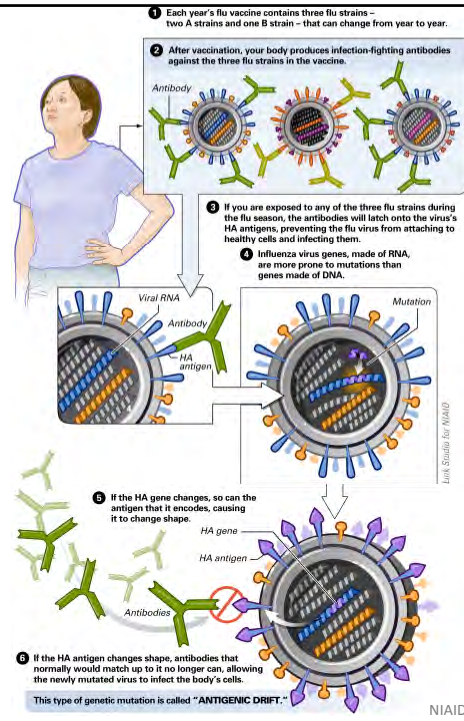 1 Each year's flu vaccine contains three flu strains –
two A strains and one B strain – that can change from year to year.
2 After vaccination, your body produces infection-fighting antibodies
against the three flu strains in the vaccine.
Antibody
3 If you are exposed to any of the three flu strains during
the flu season, the antibodies will latch onto the virus's
HA antigens, preventing the flu virus from attaching to
healthy cells and infecting them.
4 Influenza virus genes, made of RNA,
are more prone to mutations than
genes made of DNA.
Viral RNA
Antibody
HA
antigen
Mutation
Link Studio for NIAID
5 If the HA gene changes, so can the
antigen that it encodes, causing
it to change shape.
HA gene
HA antigen
Antibodies
6 If the HA antigen changes shape, antibodies that
normally would match up to it no longer can, allowing
the newly mutated virus to infect the body's cells.
This type of genetic mutation is called "ANTIGENIC DRIFT."
NIAID